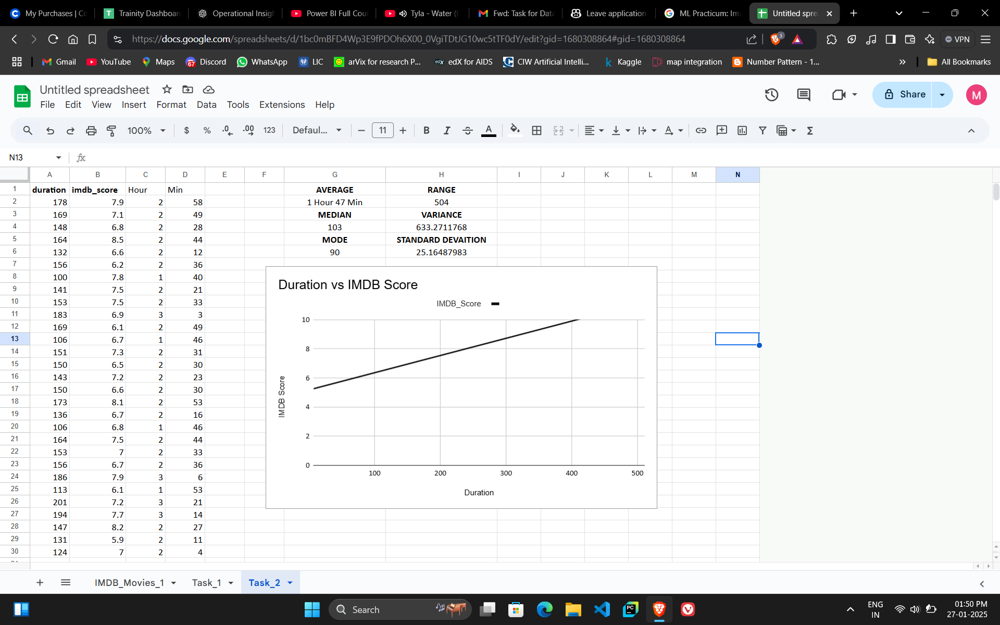 My Purchases | Co
Trainity Dashboar
Operational Insig
Power BI Full Cou
Tyla - Water (
Fwd: Task for Data
Leave application
ML Practicum: Im
Untitled spre
https://docs.google.com/spreadsheets/d/1bc0mBFD4Wp3E9fPDOh6X00_0VgiTDtJG10wc5tTF0dY/edit?gid=1680308864#gid=1680308864
3
VPN
Gmail
YouTube
Maps
67
Discord
WhatsApp
LIC
arVix for research P...
edX
edX for AIDS
CIW Artificial Intelli...
Kaggle
map integration
Number Pattern - 1...
All Bookmarks
Untitled spreadsheet
File Edit View Insert Format Data Tools Extensions Help
Share
M
100% $ % .0 .00 123 Defaul... 11 B I A
N13
fx
A B C D E F G H I J K L M N
1 duration imdb_score Hour Min AVERAGE RANGE
2 178 7.9 2 58 1 Hour 47 Min 504
3 169 7.1 2 49 MEDIAN VARIANCE
4 148 6.8 2 28 103 633.2711768
5 164 8.5 2 44 MODE STANDARD DEVAITION
6 132 6.6 2 12 90 25.16487983
7 156 6.2 2 36
8 100 7.8 1 40
9 141 7.5 2 21
10 153 7.5 2 33
11 183 6.9 3 3
12 169 6.1 2 49
13 106 6.7 1 46
14 151 7.3 2 31
15 150 6.5 2 30
16 143 7.2 2 23
17 150 6.6 2 30
18 173 8.1 2 53
19 136 6.7 2 16
20 106 6.8 1 46
21 164 7.5 2 44
22 153 7 2 33
23 156 6.7 2 36
24 186 7.9 3 6
25 113 6.1 1 53
26 201 7.2 3 21
27 194 7.7 3 14
28 147 8.2 2 27
29 131 5.9 2 11
30 124 7 2 4
Duration vs IMDB Score
IMDB_Score
10
8
6
4
2
0
IMDB Score
100 200 300 400 500
Duration
IMDB_Movies_1
Task_1
Task_2
Search
PC
ENG
IN
01:50 PM
27-01-2025